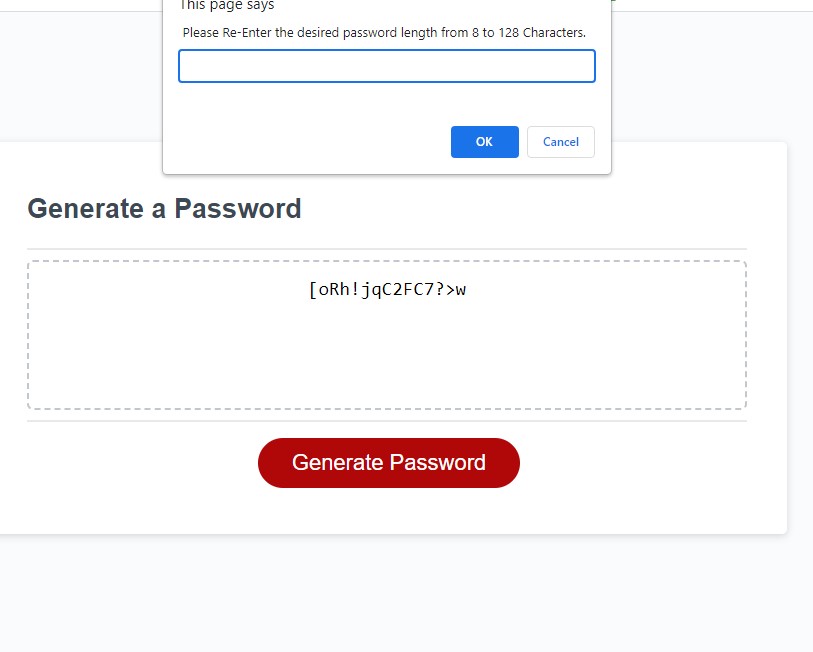 This page says
Please Re-Enter the desired password length from 8 to 128 Characters.
OK
Cancel
Generate a Password
[oRh!jqC2FC7?>w
Generate Password